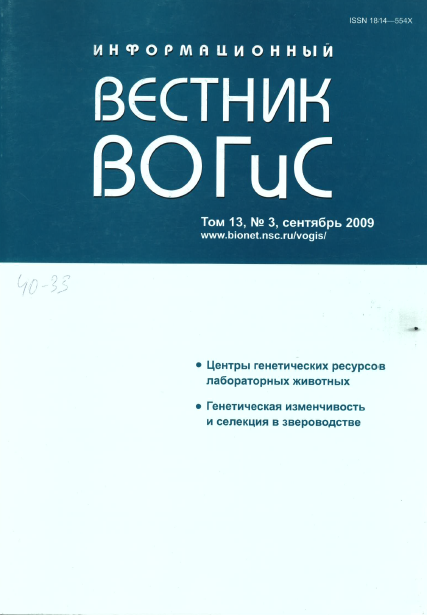 ISSN 1814—554X
ИНФОРМАЦИОННЫЙ
ВЕСТНИК
ВОГиС
Том 13, № 3, сентябрь 2009
www.bionet.nsc.ru/vogis/
40-33
• Центры генетических ресурсов
лабораторных животных
• Генетическая изменчивость
и селекция в звероводстве